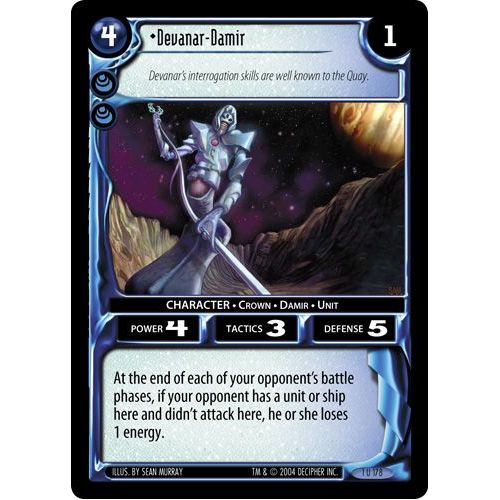 4 •Devanar-Damir 1
Devanar's interrogation skills are well known to the Quay.
CHARACTER • CROWN • DAMIR • UNIT
POWER 4 TACTICS 3 DEFENSE 5
At the end of each of your opponent's battle
phases, if your opponent has a unit or ship
here and didn't attack here, he or she loses
1 energy.
ILLUS. BY SEAN MURRAY TM & © 2004 DECIPHER INC. 1 U 78